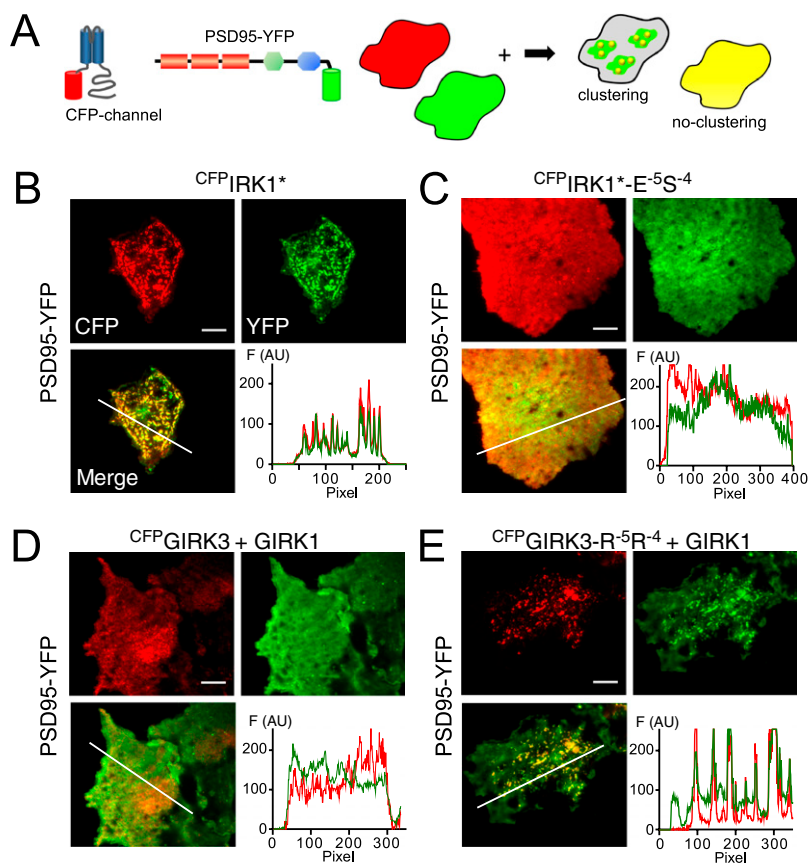 A
CFP-channel
PSD95-YFP
+
clustering
no-clustering
B
CFPIRK1*
PSD95-YFP
CFP
YFP
Merge
F (AU)
200
100
0
0 100 200
Pixel
C
CFPIRK1*-E-5S-4
PSD95-YFP
F (AU)
200
100
0
0 100 200 300 400
Pixel
D
CFPGIRK3 + GIRK1
PSD95-YFP
F (AU)
200
100
0
0 100 200 300
Pixel
E
CFPGIRK3-R-5R-4 + GIRK1
PSD95-YFP
F (AU)
200
100
0
0 100 200 300
Pixel